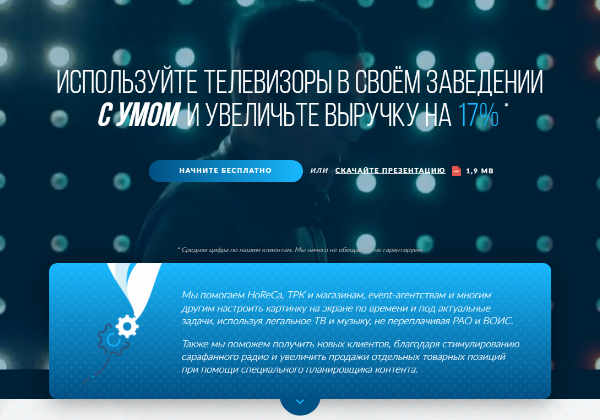 ИСПОЛЬЗУЙТЕ ТЕЛЕВИЗОРЫ В СВОЁМ ЗАВЕДЕНИИ
С УМОМ И УВЕЛИЧЬТЕ ВЫРУЧКУ НА 17% *
НАЧНИТЕ БЕСПЛАТНО ИЛИ СКАЧАЙТЕ ПРЕЗЕНТАЦИЮ 1,9 MB
* Средняя цифра по нашим клиентам. Мы ничего не обещаем и не гарантируем.
Мы помогаем HoReCa, ТРК и магазинам, event-агентствам и многим
другим настроить картинку на экране по времени и под актуальные
задачи, используя легальное ТВ и музыку, не переплачивая РАО и ВОИС.
Также мы поможем получить новых клиентов, благодаря стимулированию
сарафанного радио и увеличить продажи отдельных товарных позиций
при помощи специального планировщика контента.